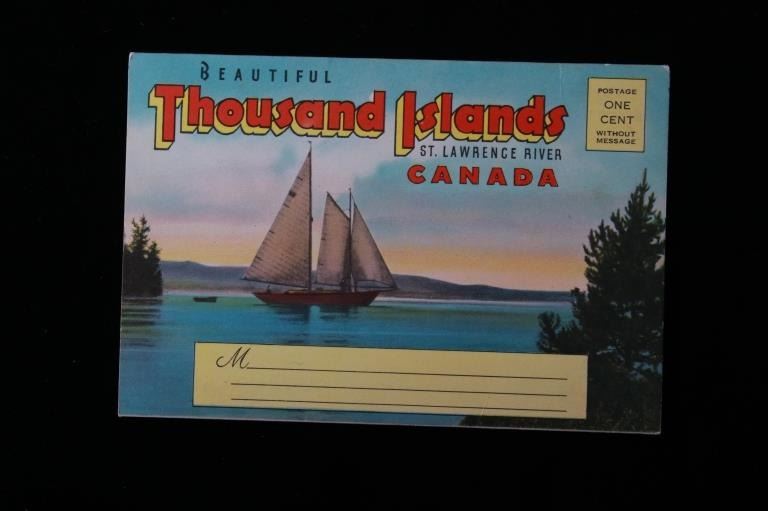 BEAUTIFUL
Thousand Islands
ST. LAWRENCE RIVER
CANADA
POSTAGE
ONE
CENT
WITHOUT
MESSAGE
M